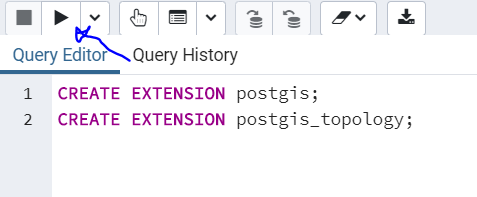 Query Editor Query History
1 CREATE EXTENSION postgis;
2 CREATE EXTENSION postgis_topology;